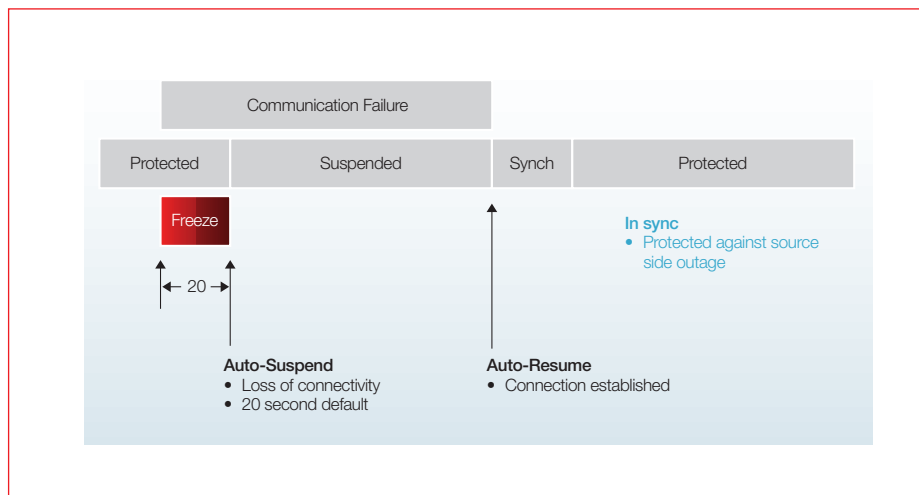 Communication Failure
Protected
Suspended
Synch
Protected
Freeze
In sync
• Protected against source
side outage
20
Auto-Suspend
• Loss of connectivity
• 20 second default
Auto-Resume
• Connection established